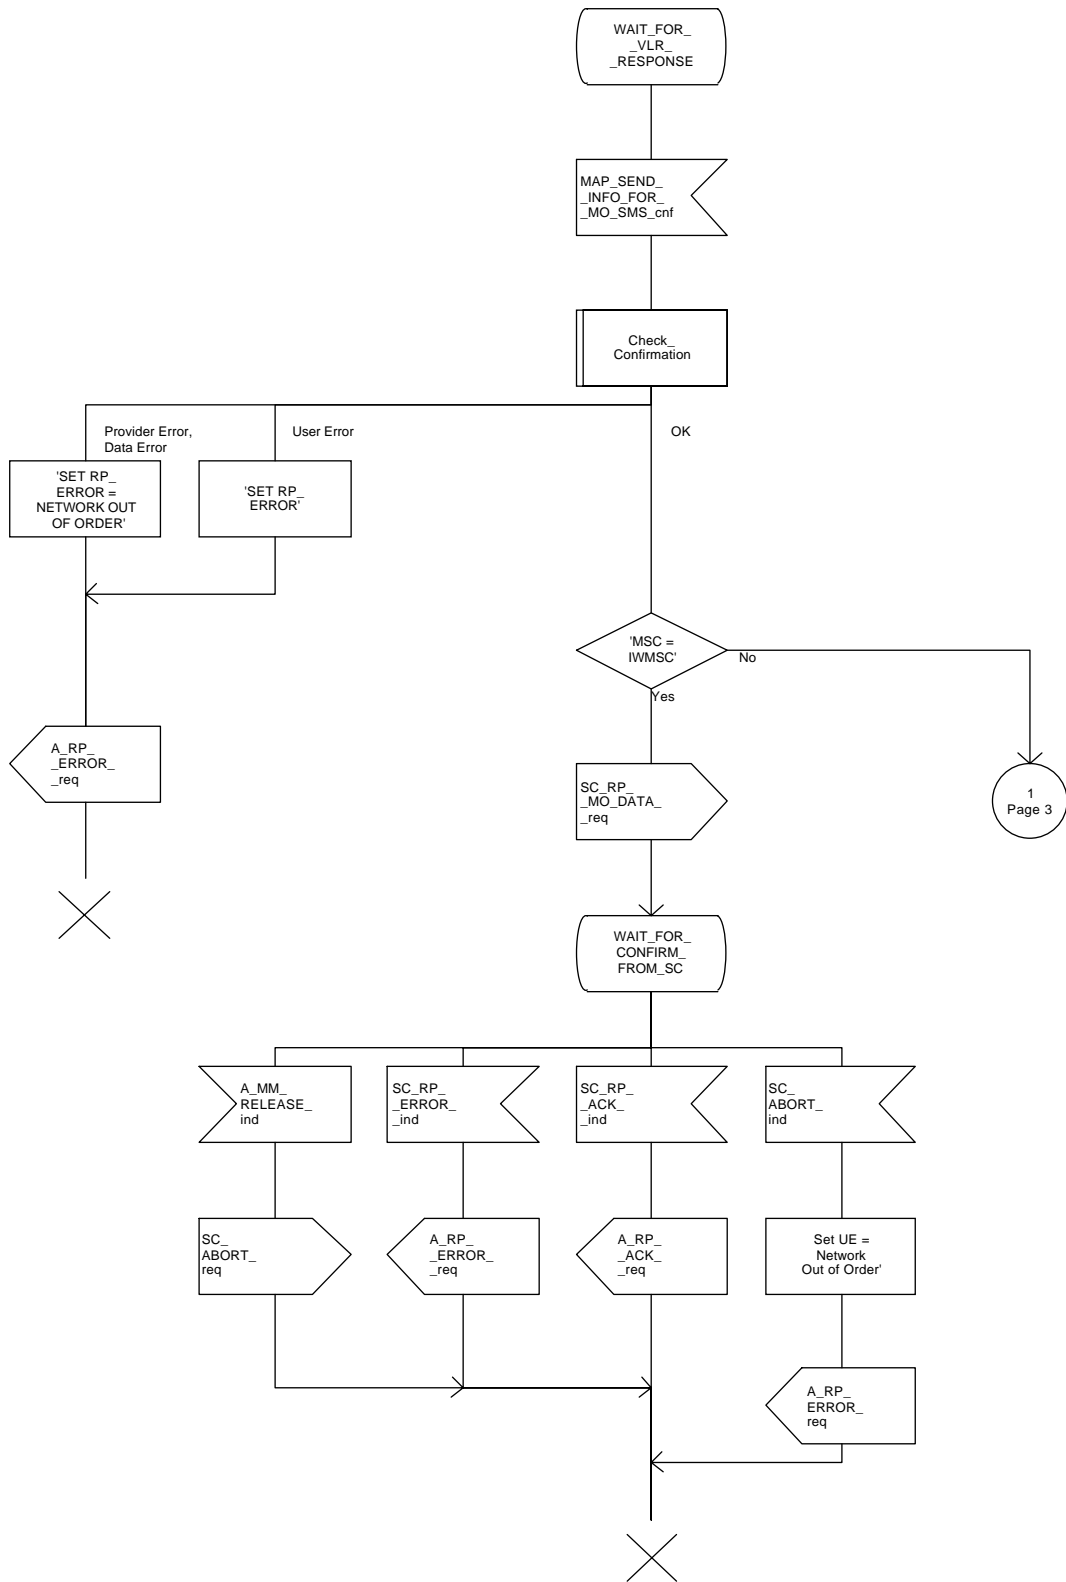 WAIT_FOR_
_VLR_
_RESPONSE
MAP_SEND_
_INFO_FOR_
_MO_SMS_cnf
Check_
Confirmation
Provider Error,
Data Error
User Error
OK
'SET RP_
ERROR =
NETWORK OUT
OF ORDER'
'SET RP_
ERROR'
'MSC =
IWMSC'
No
Yes
A_RP_
_ERROR_
_req
SC_RP_
_MO_DATA_
_req
1
Page 3
WAIT_FOR_
CONFIRM_
FROM_SC
A_MM_
RELEASE_
ind
SC_RP_
_ERROR_
_ind
SC_RP_
_ACK_
_ind
SC_
ABORT_
ind
SC_
ABORT_
req
A_RP_
_ERROR_
_req
A_RP_
_ACK_
_req
Set UE =
Network
Out of Order'
A_RP_
ERROR_
req